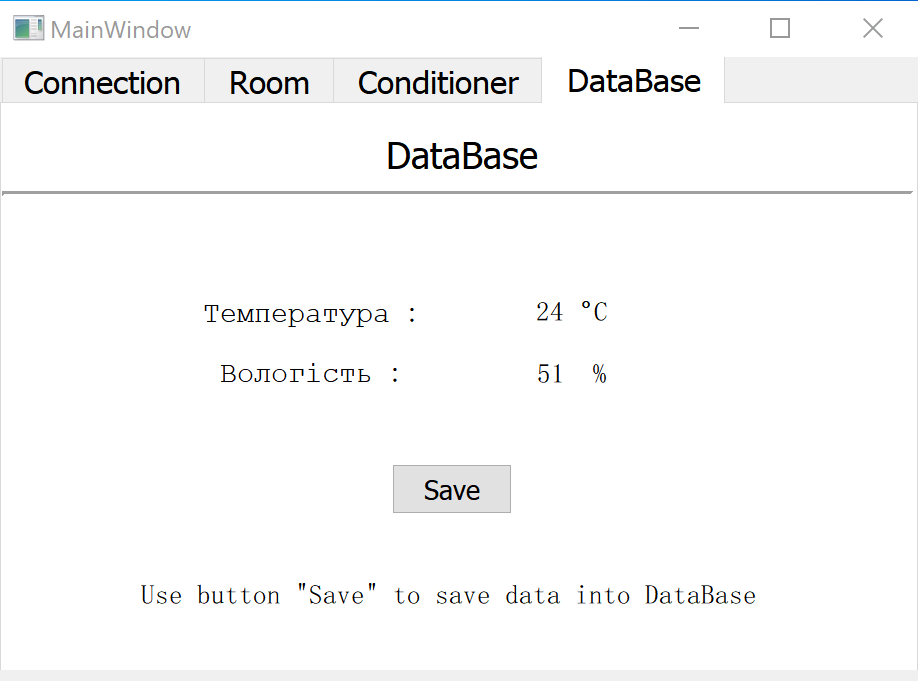 MainWindow
Connection Room Conditioner DataBase
DataBase
Температура : 24 °C
Вологість : 51 %
Save
Use button "Save" to save data into DataBase